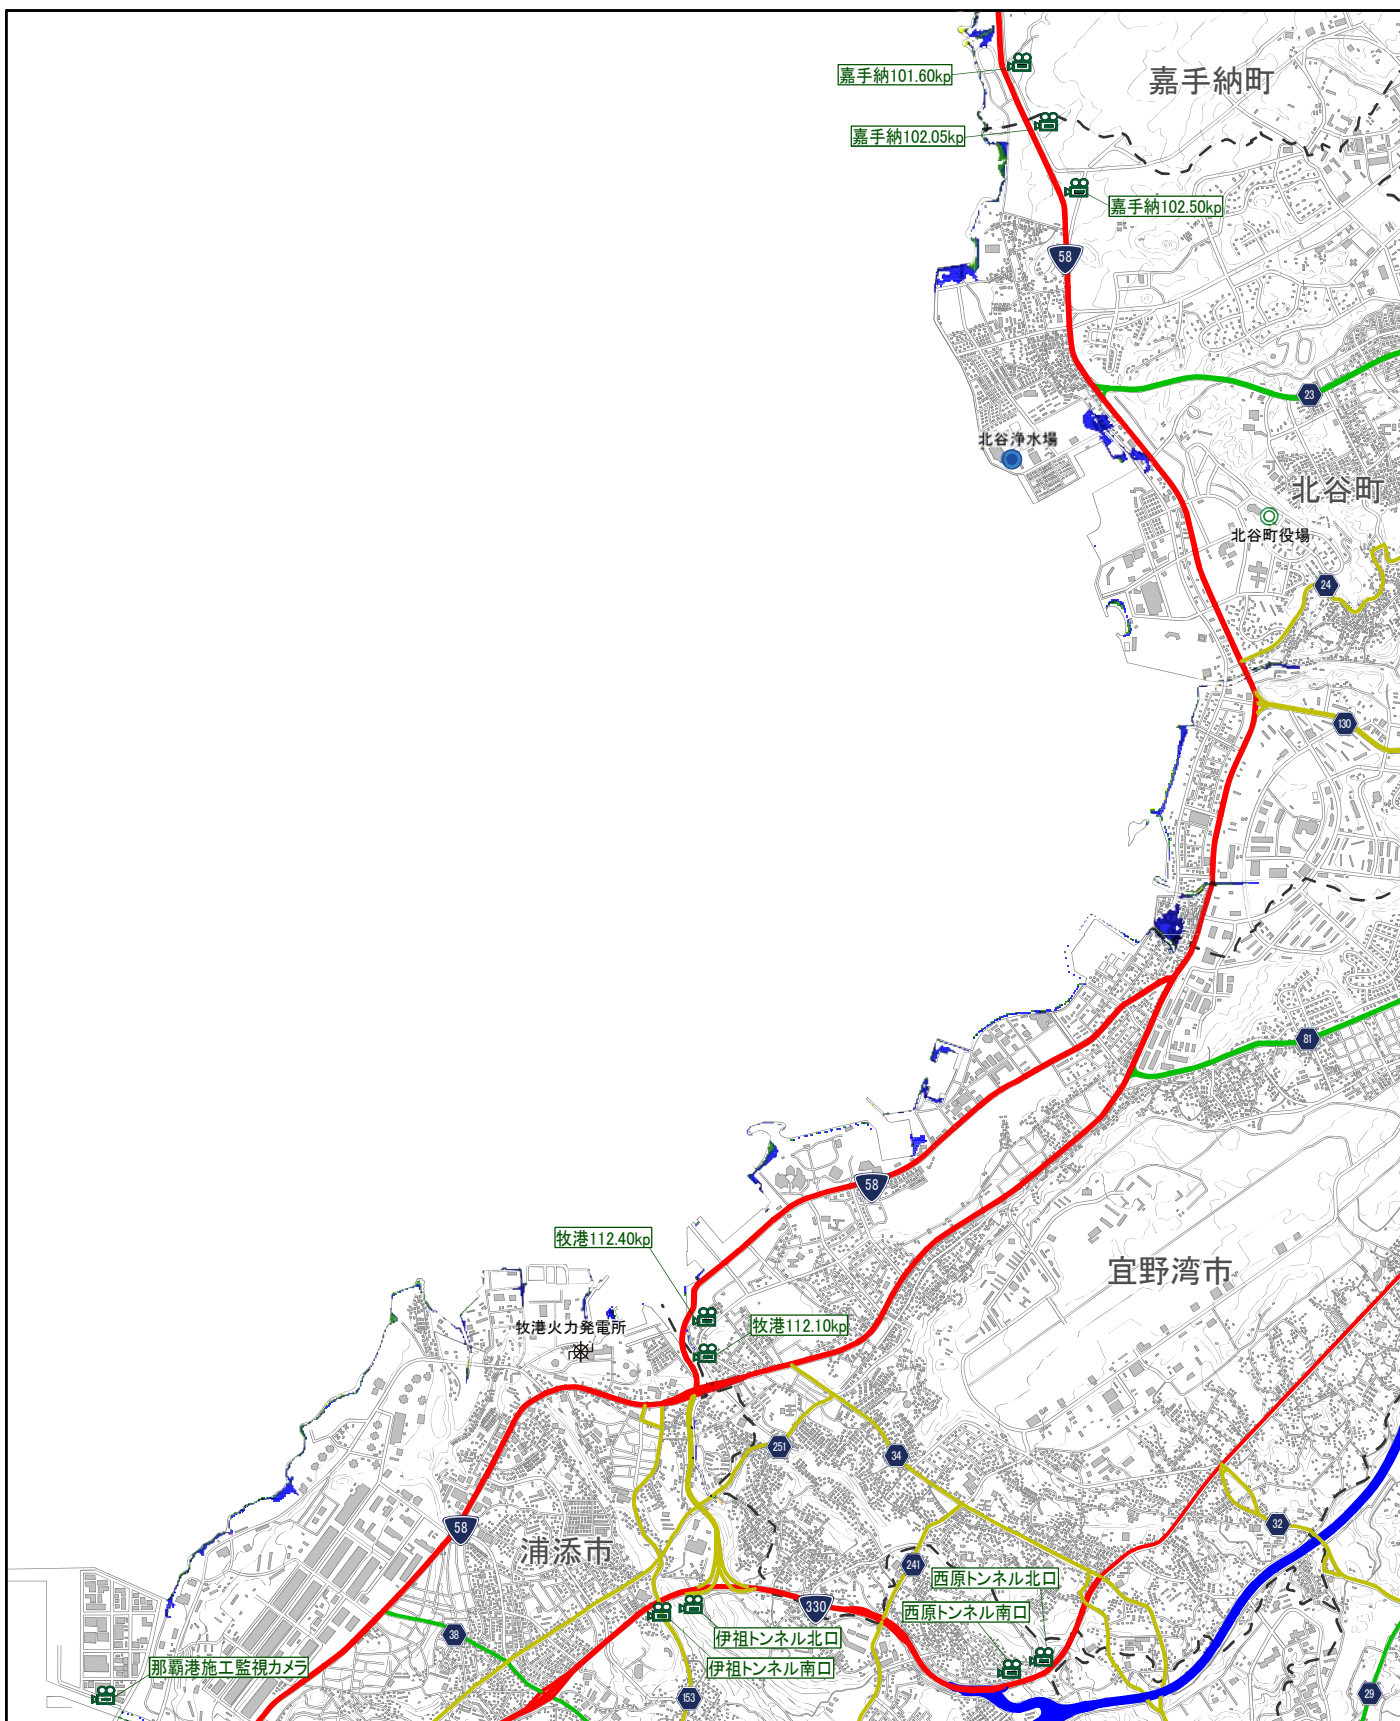 嘉手納101.60kp
嘉手納町
嘉手納102.05kp
嘉手納102.50kp
58
23
北谷浄水場
北谷町
北谷町役場
24
130
81
58
牧港112.40kp
宜野湾市
牧港112.10kp
牧港火力発電所
251
34
58
32
浦添市
241
西原トンネル北口
330
西原トンネル南口
38
伊祖トンネル北口
那覇港施工監視カメラ
伊祖トンネル南口
153
29